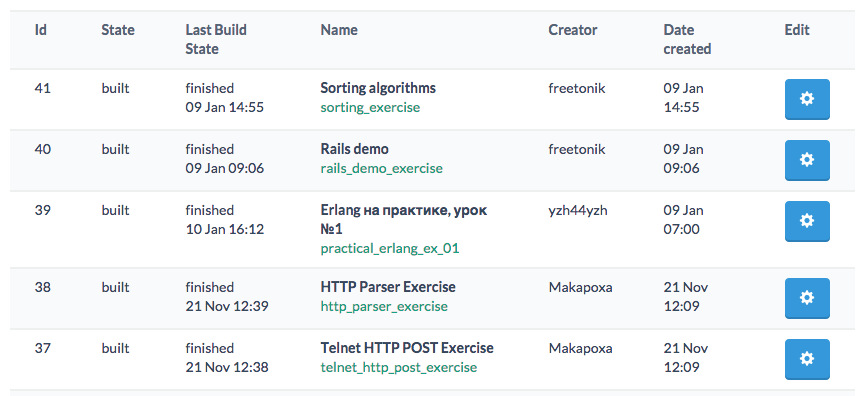 Id State Last Build State Name Creator Date created Edit
41 built finished 09 Jan 14:55 Sorting algorithms sorting_exercise freetonik 09 Jan 14:55
40 built finished 09 Jan 09:06 Rails demo rails_demo_exercise freetonik 09 Jan 09:06
39 built finished 10 Jan 16:12 Erlang на практике, урок №1 practical_erlang_ex_01 yzh44yzh 09 Jan 07:00
38 built finished 21 Nov 12:39 HTTP Parser Exercise http_parser_exercise Makapoxa 21 Nov 12:09
37 built finished 21 Nov 12:38 Telnet HTTP POST Exercise telnet_http_post_exercise Makapoxa 21 Nov 12:09